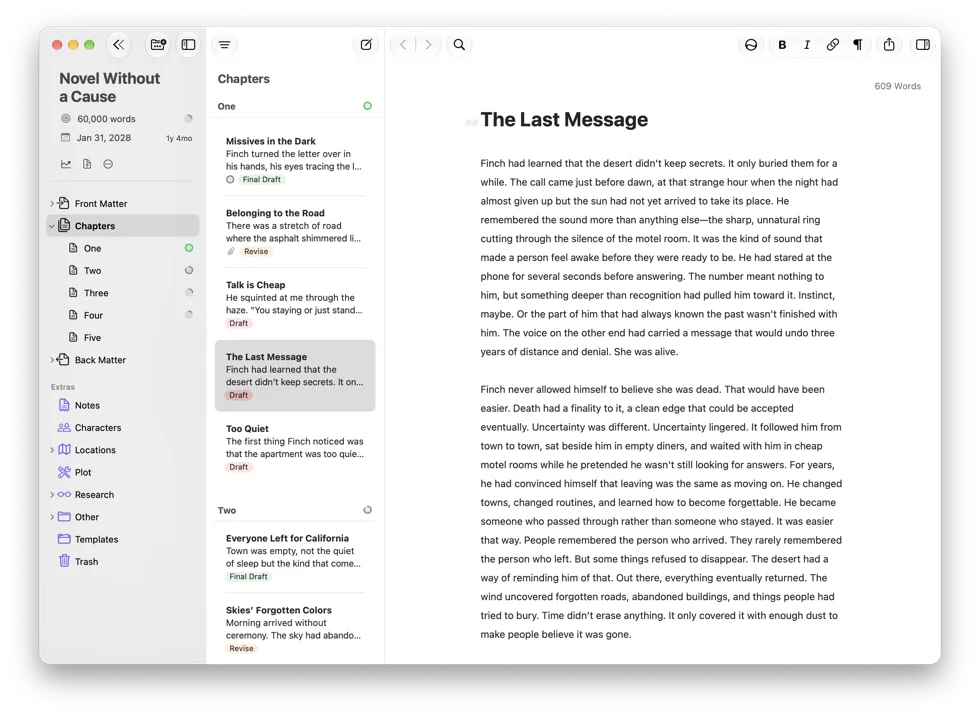 Novel Without
a Cause
60,000 words
Jan 31, 2028
1y 4mo
Front Matter
Chapters
One
Two
Three
Four
Five
Back Matter
Extras
Notes
Characters
Locations
Plot
Research
Other
Templates
Trash
Chapters
One
Missives in the Dark
Finch turned the letter over in
his hands, his eyes tracing the l...
Final Draft
Belonging to the Road
There was a stretch of road
where the asphalt shimmered li...
Revise
Talk is Cheap
He squinted at me through the
haze. "You staying or just stand...
Draft
The Last Message
Finch had learned that the
desert didn't keep secrets. It on...
Draft
Too Quiet
The first thing Finch noticed was
that the apartment was too quie...
Draft
Two
Everyone Left for California
Town was empty, not the quiet
of sleep but the kind that come...
Final Draft
Skies' Forgotten Colors
Morning arrived without
ceremony. The sky had abando...
Revise
B I
609 Words
## The Last Message
Finch had learned that the desert didn't keep secrets. It only buried them for a
while. The call came just before dawn, at that strange hour when the night had
almost given up but the sun had not yet arrived to take its place. He
remembered the sound more than anything else—the sharp, unnatural ring
cutting through the silence of the motel room. It was the kind of sound that
made a person feel awake before they were ready to be. He had stared at the
phone for several seconds before answering. The number meant nothing to
him, but something deeper than recognition had pulled him toward it. Instinct,
maybe. Or the part of him that had always known the past wasn't finished with
him. The voice on the other end had carried a message that would undo three
years of distance and denial. She was alive.
Finch never allowed himself to believe she was dead. That would have been
easier. Death had a finality to it, a clean edge that could be accepted
eventually. Uncertainty was different. Uncertainty lingered. It followed him from
town to town, sat beside him in empty diners, and waited with him in cheap
motel rooms while he pretended he wasn't still looking for answers. For years,
he had convinced himself that leaving was the same as moving on. He changed
towns, changed routines, and learned how to become forgettable. He became
someone who passed through rather than someone who stayed. It was easier
that way. People remembered the person who arrived. They rarely remembered
the person who left. But some things refused to disappear. The desert had a
way of reminding him of that. Out there, everything eventually returned. The
wind uncovered forgotten roads, abandoned buildings, and things people had
tried to bury. Time didn't erase anything. It only covered it with enough dust to
make people believe it was gone.